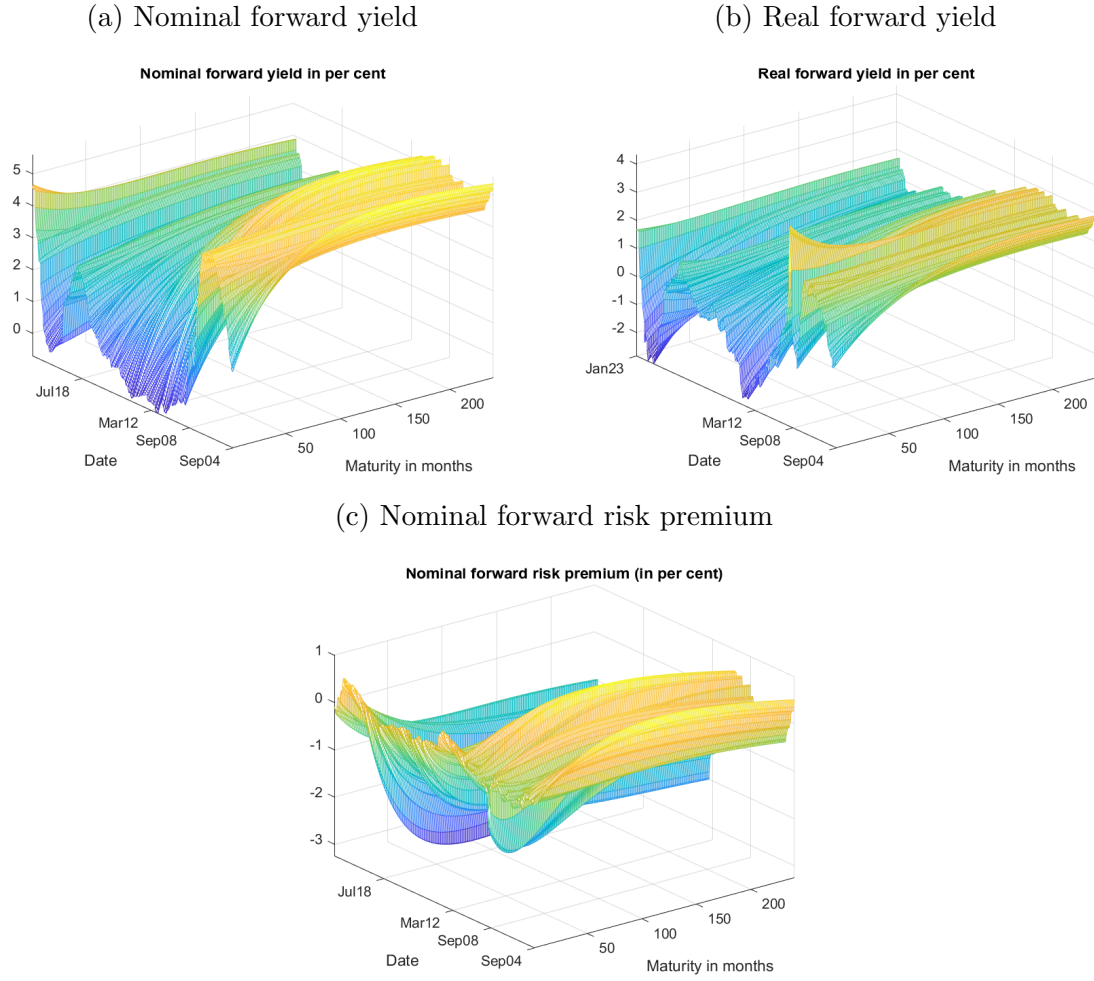 (a) Nominal forward yield
(b) Real forward yield
Nominal forward yield in per cent
5
4
3
2
1
0
Jul18
Mar12
Sep08
Sep04
Date
50
100
150
200
Maturity in months
Real forward yield in per cent
4
3
2
1
0
-1
-2
Jan23
Mar12
Sep08
Sep04
Date
50
100
150
200
Maturity in months
(c) Nominal forward risk premium
Nominal forward risk premium (in per cent)
1
0
-1
-2
-3
Jul18
Mar12
Sep08
Sep04
Date
50
100
150
200
Maturity in months